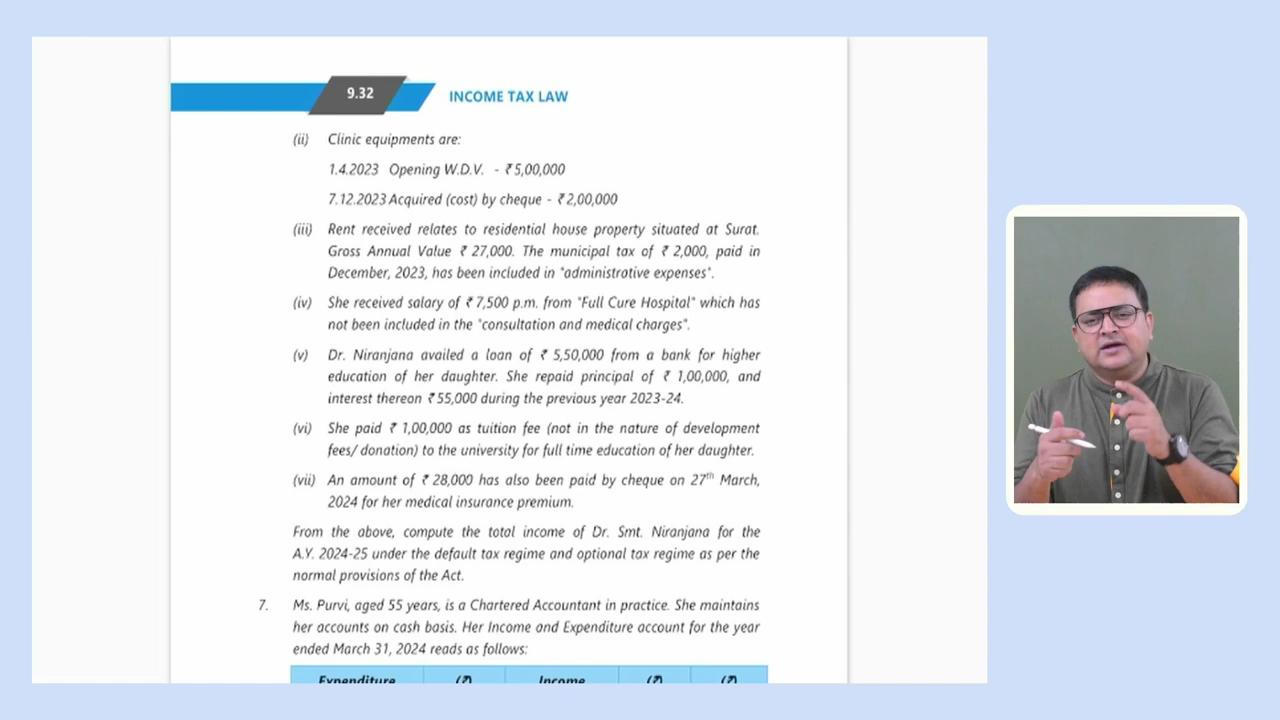 9.32
INCOME TAX LAW
(ii) Clinic equipments are:
1.4.2023 Opening W.D.V. - ₹ 5,00,000
7.12.2023 Acquired (cost) by cheque - ₹ 2,00,000
(iii) Rent received relates to residential house property situated at Surat.
Gross Annual Value ₹ 27,000. The municipal tax of ₹ 2,000, paid in
December, 2023, has been included in "administrative expenses".
(iv) She received salary of ₹ 7,500 p.m. from "Full Cure Hospital" which has
not been included in the "consultation and medical charges".
(v) Dr. Niranjana availed a loan of ₹ 5,50,000 from a bank for higher
education of her daughter. She repaid principal of ₹ 1,00,000, and
interest thereon ₹ 55,000 during the previous year 2023-24.
(vi) She paid ₹ 1,00,000 as tuition fee (not in the nature of development
fees/ donation) to the university for full time education of her daughter.
(vii) An amount of ₹ 28,000 has also been paid by cheque on 27th March,
2024 for her medical insurance premium.
From the above, compute the total income of Dr. Smt. Niranjana for the
A.Y. 2024-25 under the default tax regime and optional tax regime as per the
normal provisions of the Act.
7. Ms. Purvi, aged 55 years, is a Chartered Accountant in practice. She maintains
her accounts on cash basis. Her Income and Expenditure account for the year
ended March 31, 2024 reads as follows:
Expenditure (₹) Income (₹) (₹)